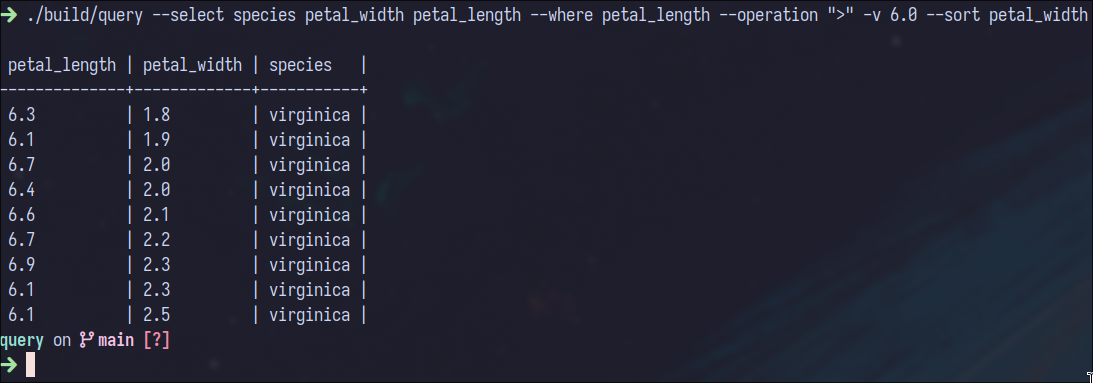 ➜ ./build/query --select species petal_width petal_length --where petal_length --operation ">" -v 6.0 --sort petal_width
petal_length | petal_width | species   |
--------------+-------------+-----------+
6.3          | 1.8         | virginica |
6.1          | 1.9         | virginica |
6.7          | 2.0         | virginica |
6.4          | 2.0         | virginica |
6.6          | 2.1         | virginica |
6.7          | 2.2         | virginica |
6.9          | 2.3         | virginica |
6.1          | 2.3         | virginica |
6.1          | 2.5         | virginica |
query on main [?]
➜